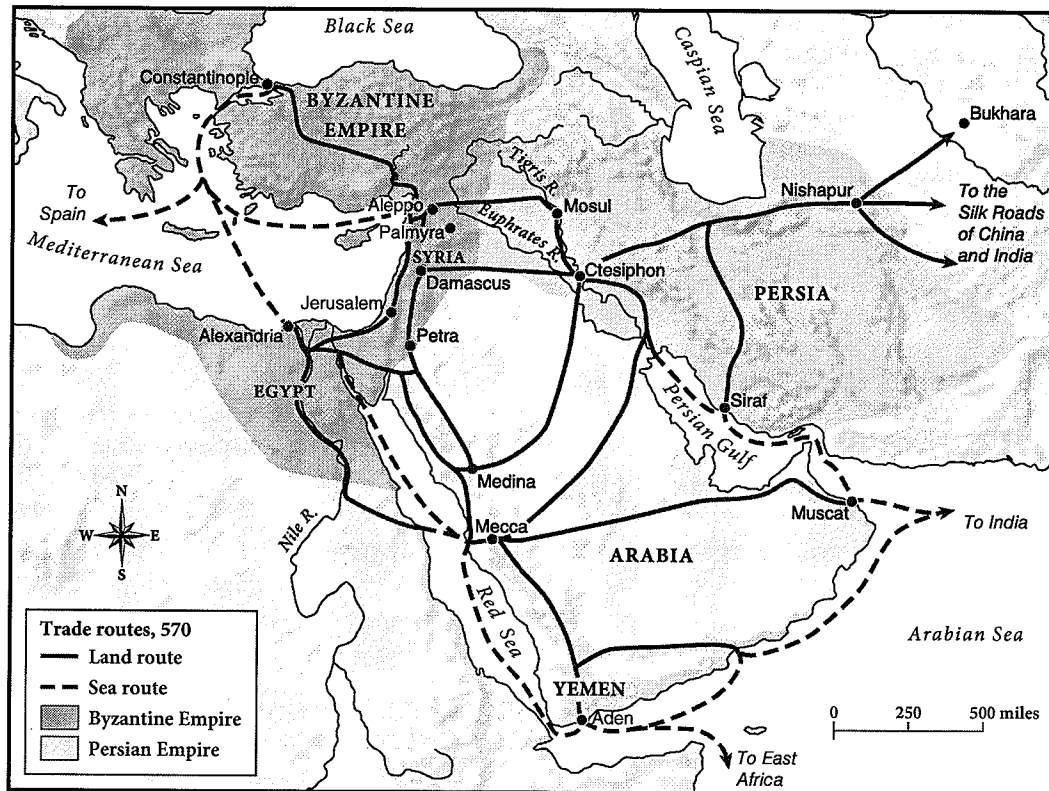 Black Sea
Constantinople
BYZANTINE
EMPIRE
Caspian Sea
Bukhara
Tigris R.
Nishapur
To
Spain
Aleppo
Mosul
To the
Silk Roads
of China
and India
Palmyra
Euphrates R.
Mediterranean Sea
SYRIA
Damascus
Ctesiphon
PERSIA
Jerusalem
Alexandria
Petra
EGYPT
Siraf
Persian Gulf
Medina
N
W
E
S
Nile R.
Mecca
Muscat
To India
ARABIA
Red Sea
Arabian Sea
Trade routes, 570
Land route
Sea route
Byzantine Empire
Persian Empire
YEMEN
Aden
0 250 500 miles
To East
Africa